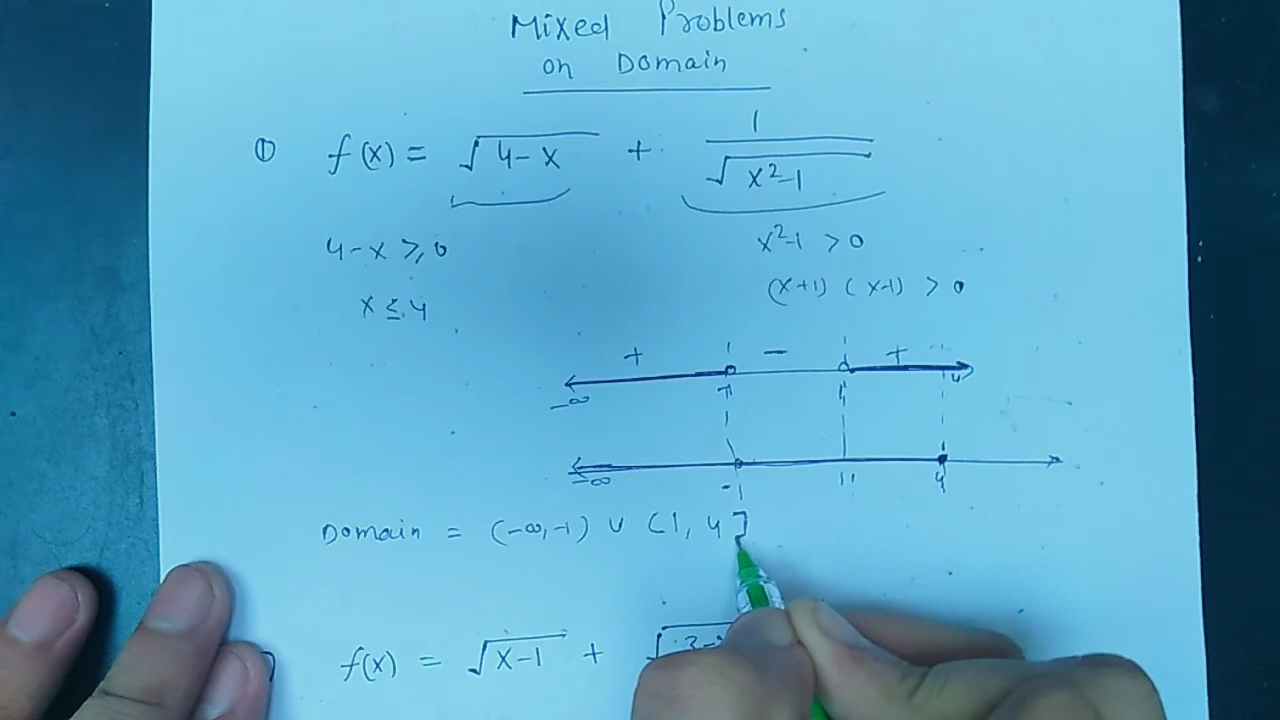 Mixed Problems
on Domain
① f(x) = √(4-x) + 1/√(x²-1)
4-x ≥ 0
x²-1 > 0
(x+1) (x-1) > 0
x ≤ 4
+ - +
-∞ -1 1 4
-∞ -1 1 4
Domain = (-∞,-1) ∪ (1, 4]
f(x) = √(x-1) +